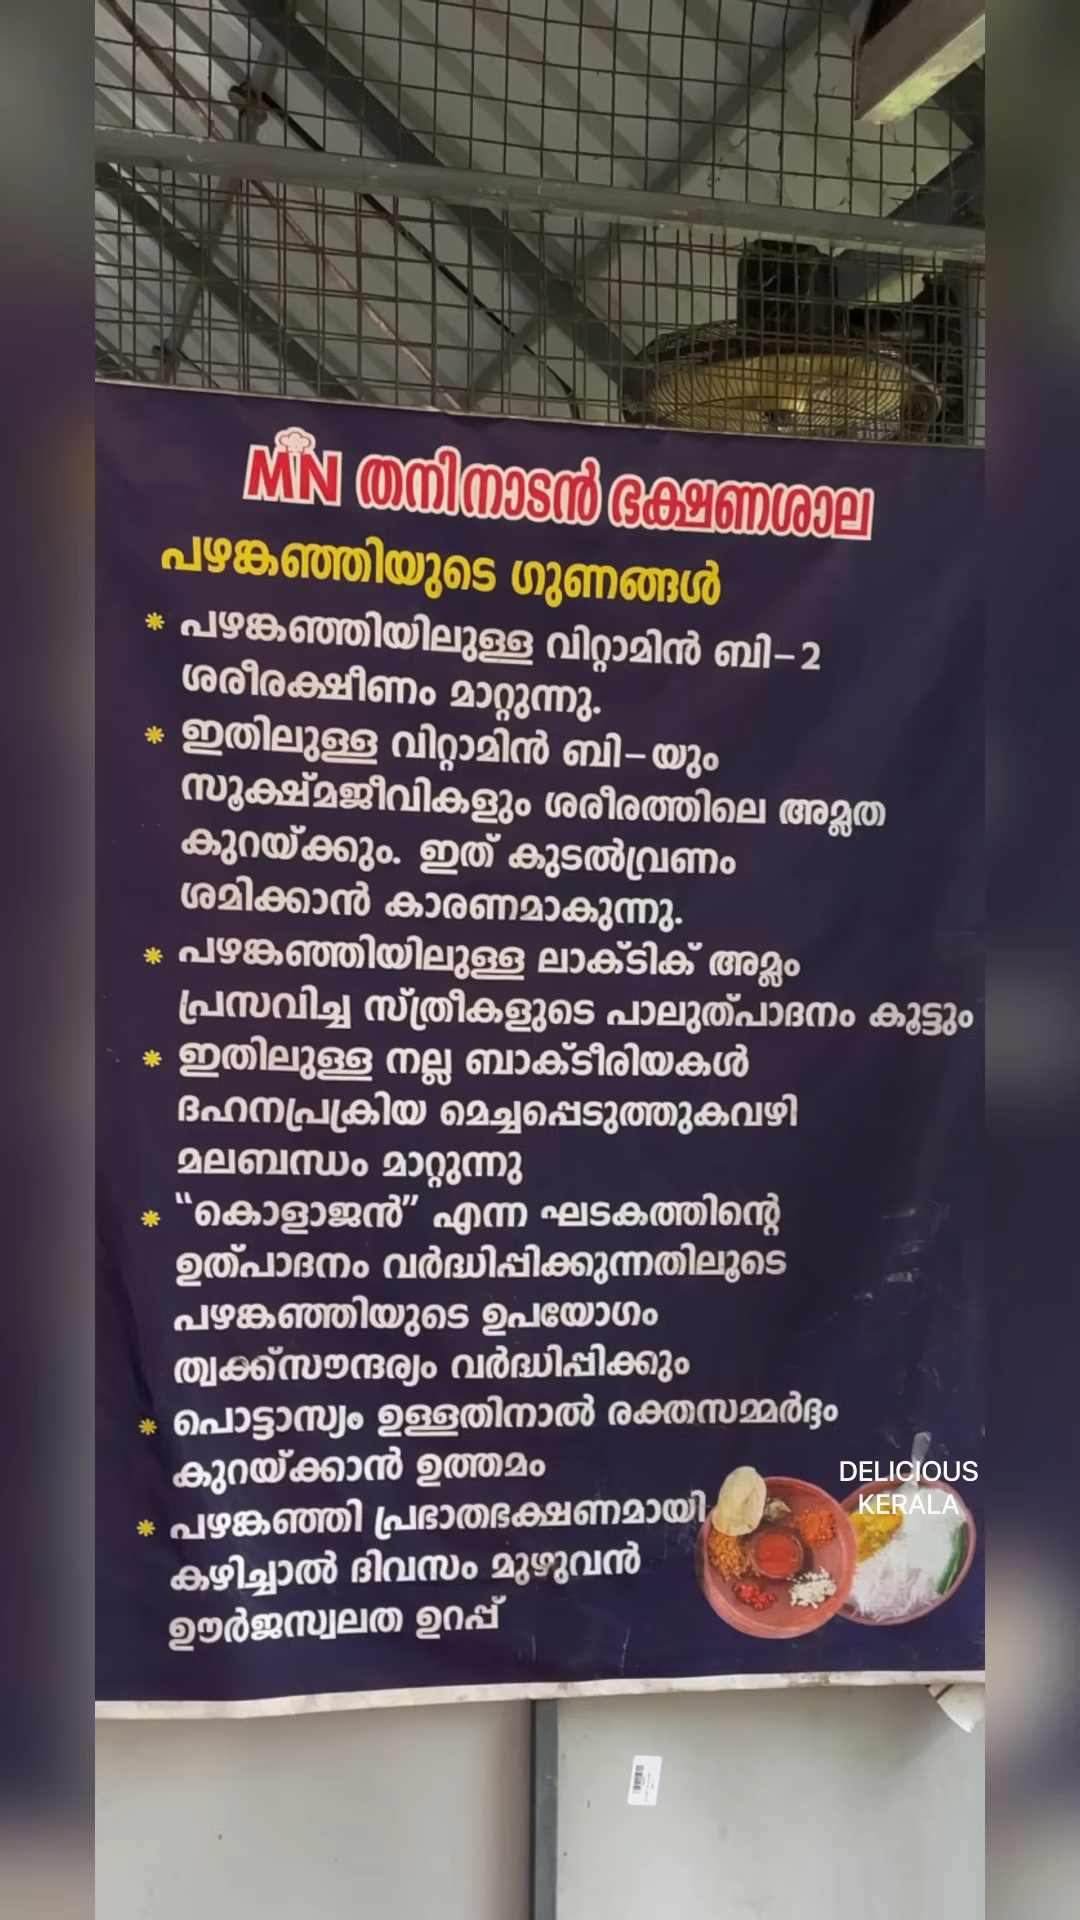 MN തനിനാടൻ ഭക്ഷണശാല
പഴങ്കഞ്ഞിയുടെ ഗുണങ്ങൾ
* പഴങ്കഞ്ഞിയിലുള്ള വിറ്റാമിൻ ബി-2
ശരീരക്ഷീണം മാറ്റുന്നു.
* ഇതിലുള്ള വിറ്റാമിൻ ബി-യും
സൂക്ഷ്മജീവികളും ശരീരത്തിലെ അമ്ലത
കുറയ്ക്കും. ഇത് കുടൽവ്രണം
ശമിക്കാൻ കാരണമാകുന്നു.
* പഴങ്കഞ്ഞിയിലുള്ള ലാക്ടിക് അമ്ലം
പ്രസവിച്ച സ്ത്രീകളുടെ പാലുത്പാദനം കൂട്ടും
* ഇതിലുള്ള നല്ല ബാക്ടീരിയകൾ
ദഹനപ്രക്രിയ മെച്ചപ്പെടുത്തുകവഴി
മലബന്ധം മാറ്റുന്നു
* "കൊളാജൻ" എന്ന ഘടകത്തിന്റെ
ഉത്പാദനം വർദ്ധിപ്പിക്കുന്നതിലൂടെ
പഴങ്കഞ്ഞിയുടെ ഉപയോഗം
ത്വക്ക്സൗന്ദര്യം വർദ്ധിപ്പിക്കും
* പൊട്ടാസ്യം ഉള്ളതിനാൽ രക്തസമ്മർദ്ദം
കുറയ്ക്കാൻ ഉത്തമം
* പഴങ്കഞ്ഞി പ്രഭാതഭക്ഷണമായി
കഴിച്ചാൽ ദിവസം മുഴുവൻ
ഊർജസ്വലത ഉറപ്പ്
DELICIOUS
KERALA